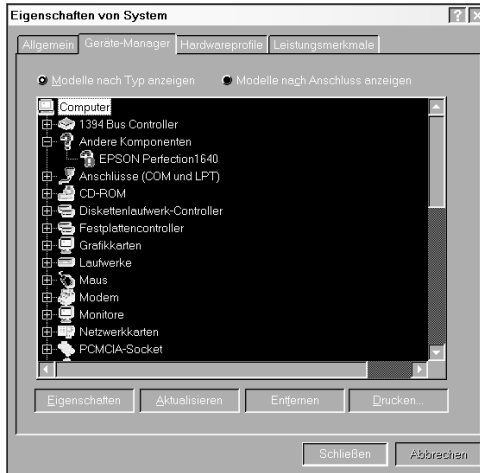 Eigenschaften von System
Allgemein Geräte-Manager Hardwareprofile Leistungsmerkmale
Modelle nach Typ anzeigen Modelle nach Anschluss anzeigen
Computer
1394 Bus Controller
Andere Komponenten
EPSON Perfection1640
Anschlüsse (COM und LPT)
CD-ROM
Diskettenlaufwerk-Controller
Festplattencontroller
Grafikkarten
Laufwerke
Maus
Modem
Monitore
Netzwerkkarten
PCMCIA-Socket
Eigenschaften Aktualisieren Entfernen Drucken...
Schließen Abbrechen